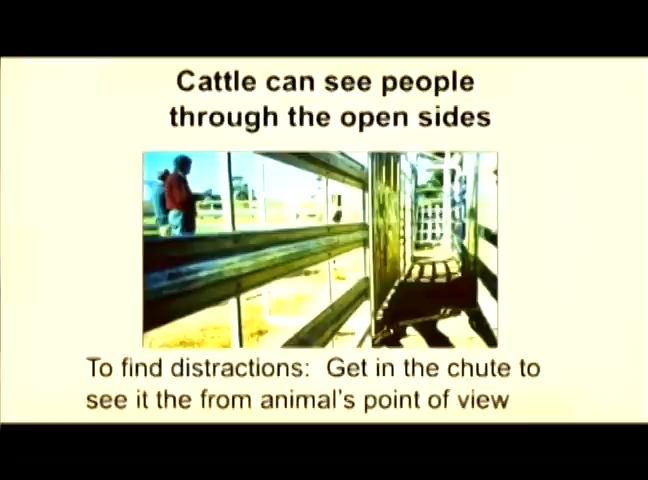 Cattle can see people
through the open sides
To find distractions:  Get in the chute to
see it the from animal's point of view